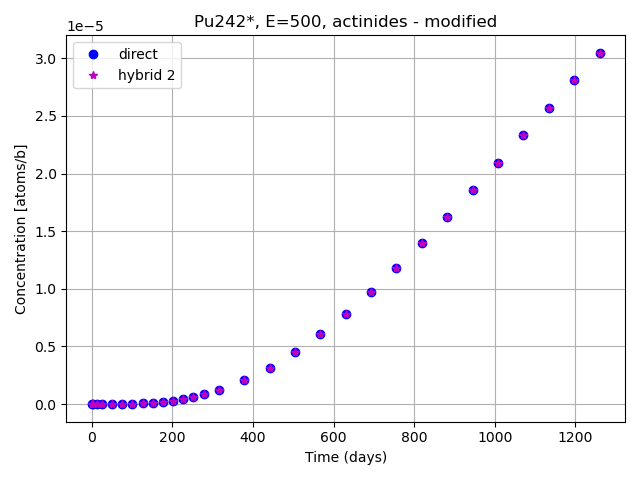 Pu242*, E=500, actinides - modified
1e−5
direct
hybrid 2
3.0
2.5
2.0
1.5
1.0
0.5
0.0
Concentration [atoms/b]
0 200 400 600 800 1000 1200
Time (days)